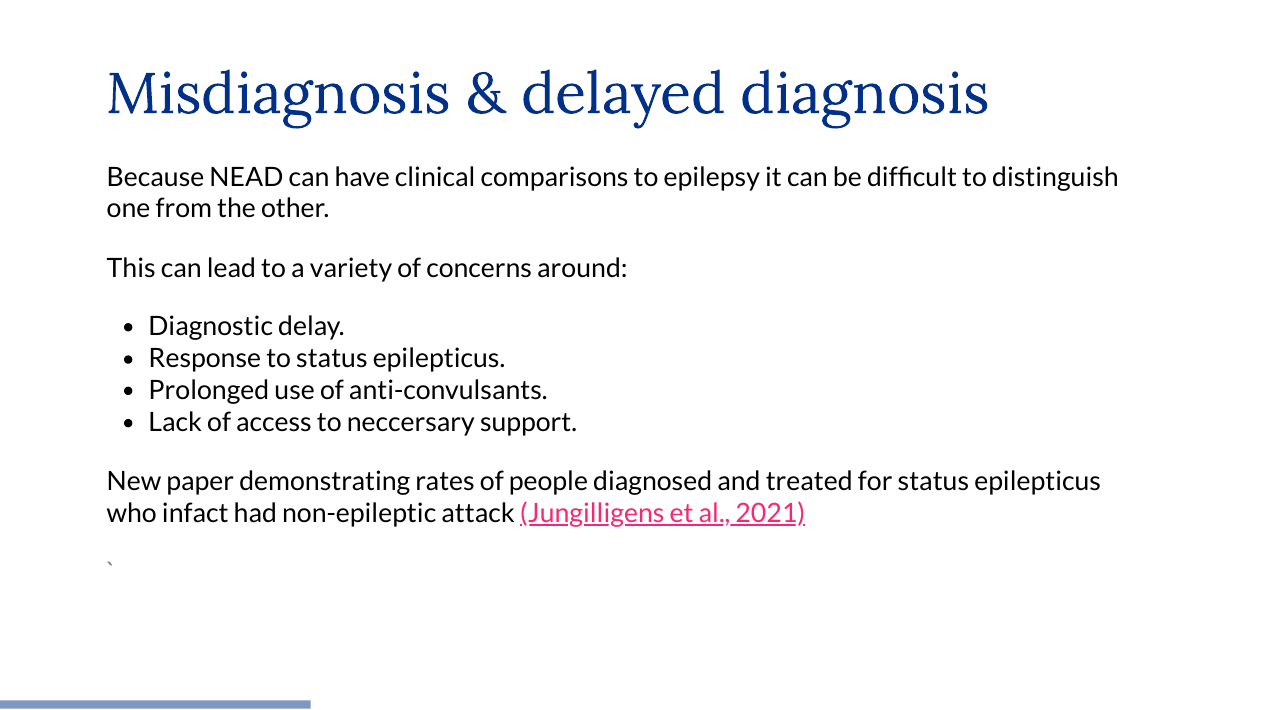 Misdiagnosis & delayed diagnosis
Because NEAD can have clinical comparisons to epilepsy it can be difficult to distinguish
one from the other.
This can lead to a variety of concerns around:
• Diagnostic delay.
• Response to status epilepticus.
• Prolonged use of anti-convulsants.
• Lack of access to neccersary support.
New paper demonstrating rates of people diagnosed and treated for status epilepticus
who infact had non-epileptic attack (Jungilligens et al., 2021)
`